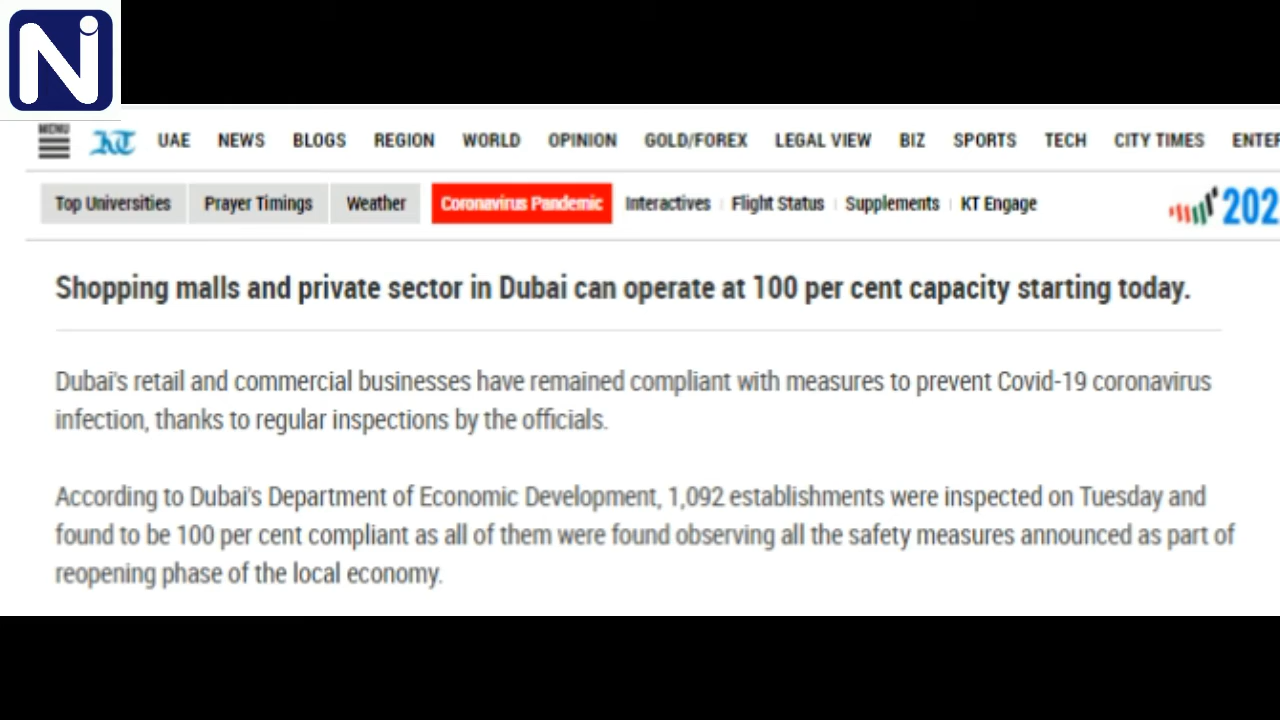 Ni
MENU
KT UAE NEWS BLOGS REGION WORLD OPINION GOLD/FOREX LEGAL VIEW BIZ SPORTS TECH CITY TIMES ENTER
Top Universities Prayer Timings Weather Coronavirus Pandemic Interactives Flight Status Supplements KT Engage 202
Shopping malls and private sector in Dubai can operate at 100 per cent capacity starting today.
Dubai's retail and commercial businesses have remained compliant with measures to prevent Covid-19 coronavirus
infection, thanks to regular inspections by the officials.
According to Dubai's Department of Economic Development, 1,092 establishments were inspected on Tuesday and
found to be 100 per cent compliant as all of them were found observing all the safety measures announced as part of
reopening phase of the local economy.